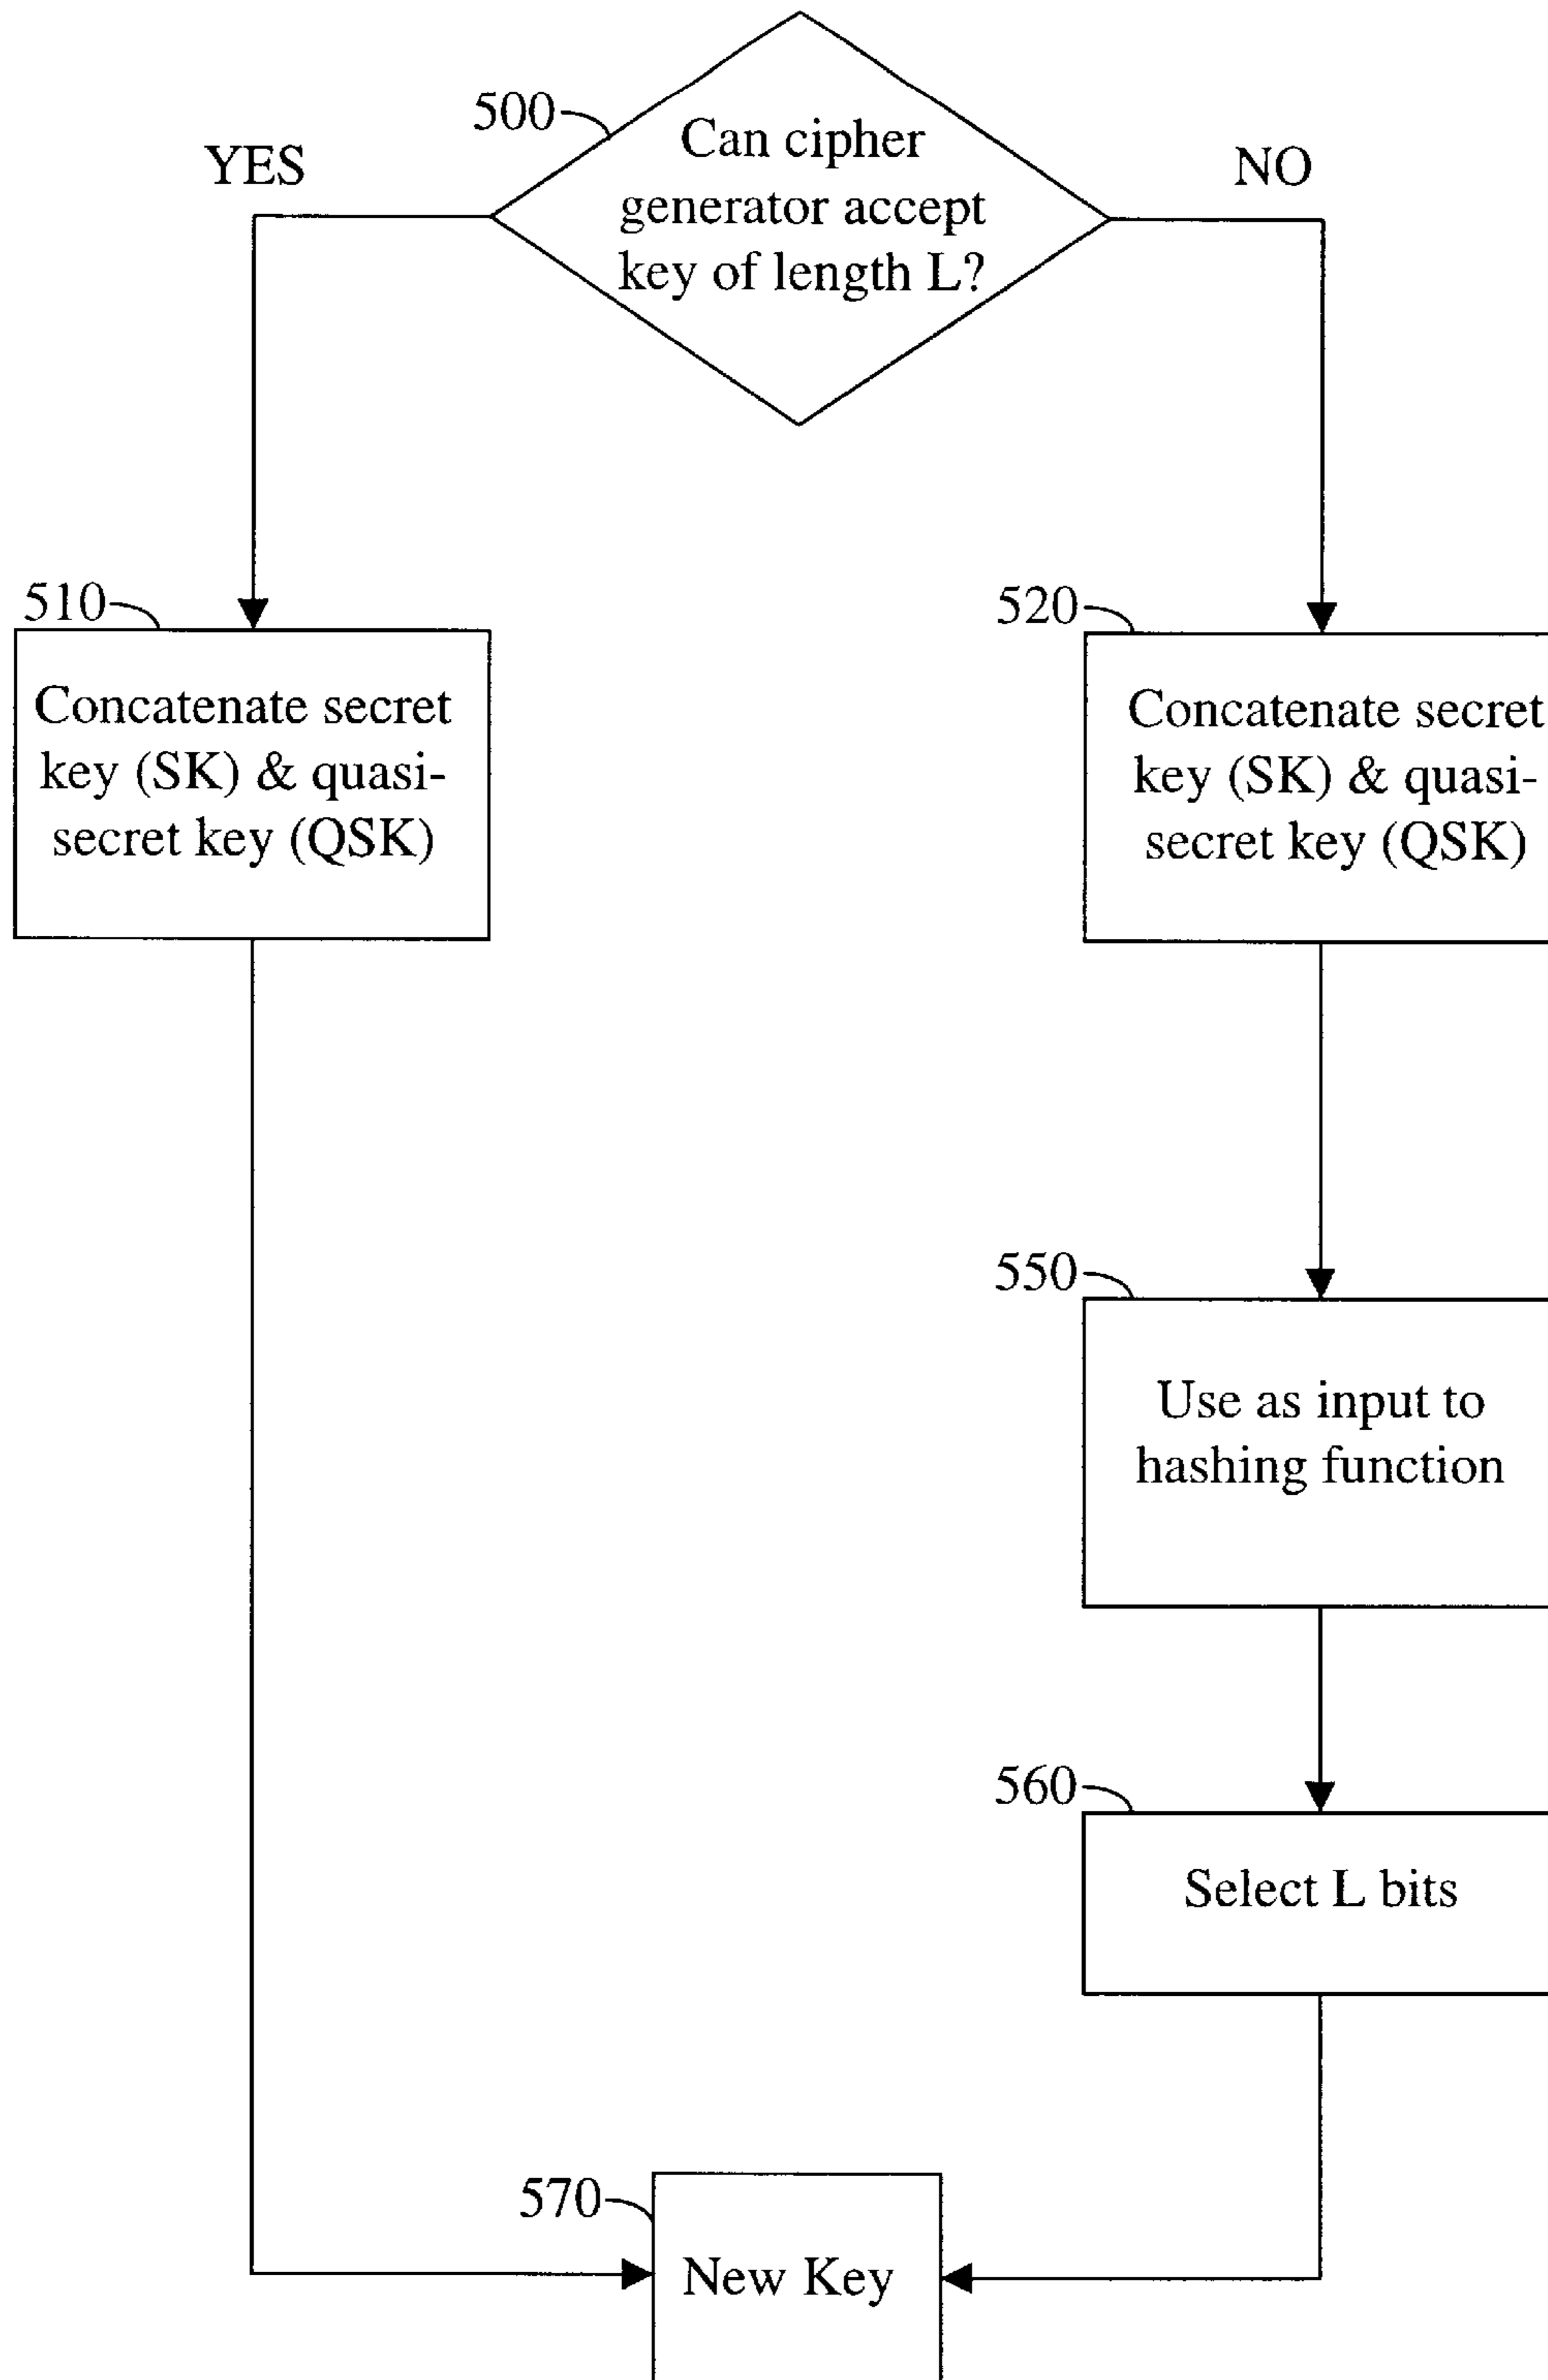 500
Can cipher
generator accept
key of length L?
YES
NO
510
Concatenate secret
key (SK) & quasi-
secret key (QSK)
520
Concatenate secret
key (SK) & quasi-
secret key (QSK)
550
Use as input to
hashing function
560
Select L bits
570
New Key